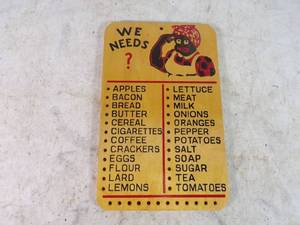 WE
NEEDS
?
APPLES
BACON
BREAD
BUTTER
CEREAL
CIGARETTES
COFFEE
CRACKERS
EGGS
FLOUR
LARD
LEMONS
LETTUCE
MEAT
MILK
ONIONS
ORANGES
PEPPER
POTATOES
SALT
SOAP
SUGAR
TEA
TOMATOES